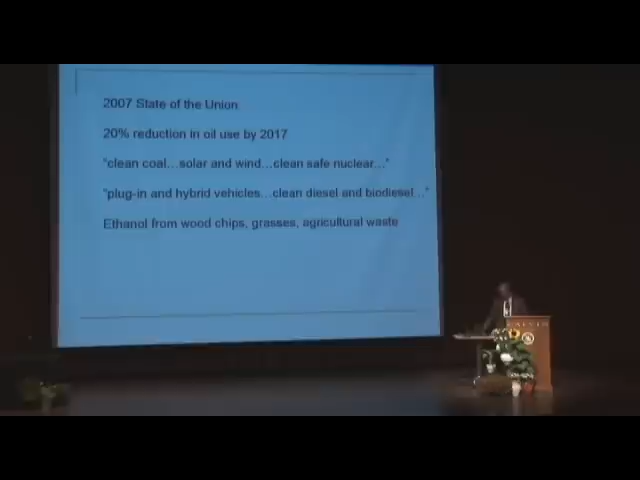 2007 State of the Union
20% reduction in oil use by 2017
"clean coal…solar and wind…clean safe nuclear…"
"plug-in and hybrid vehicles…clean diesel and biodiesel…"
Ethanol from wood chips, grasses, agricultural waste
CALVIN